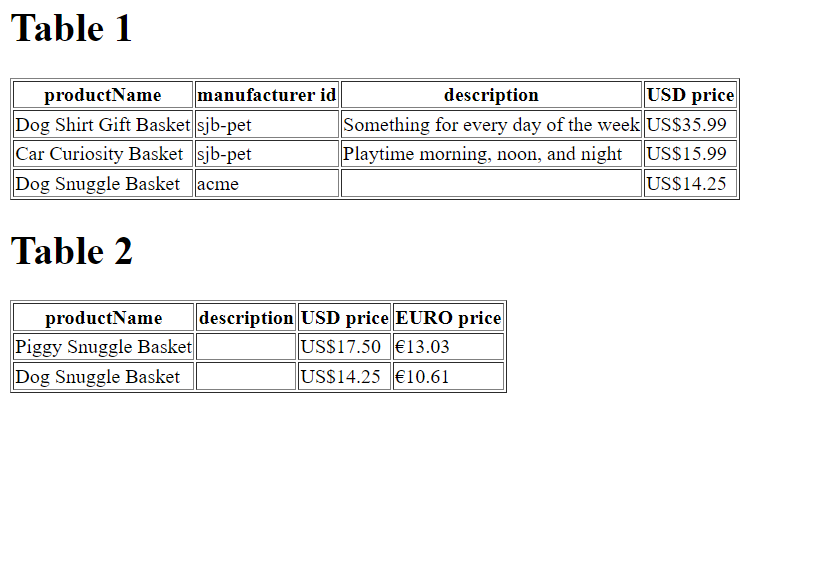 Table 1
productName manufacturer id description USD price
Dog Shirt Gift Basket sjb-pet Something for every day of the week US$35.99
Car Curiosity Basket sjb-pet Playtime morning, noon, and night US$15.99
Dog Snuggle Basket acme US$14.25
Table 2
productName description USD price EURO price
Piggy Snuggle Basket US$17.50 €13.03
Dog Snuggle Basket US$14.25 €10.61